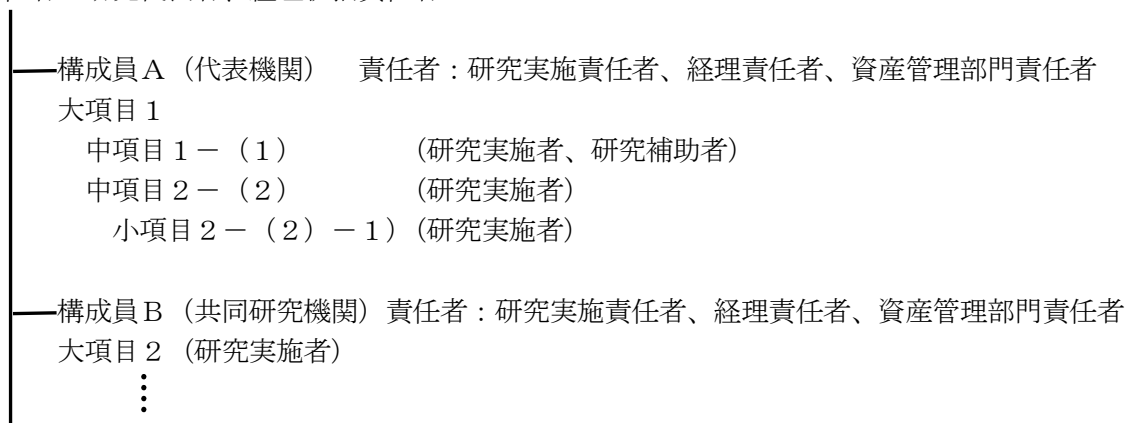 構成員A（代表機関）　責任者：研究実施責任者、経理責任者、資産管理部門責任者
大項目１
中項目１－（１）　（研究実施者、研究補助者）
中項目２－（２）　（研究実施者）
小項目２－（２）－１）（研究実施者）
構成員B（共同研究機関）責任者：研究実施責任者、経理責任者、資産管理部門責任者
大項目２（研究実施者）